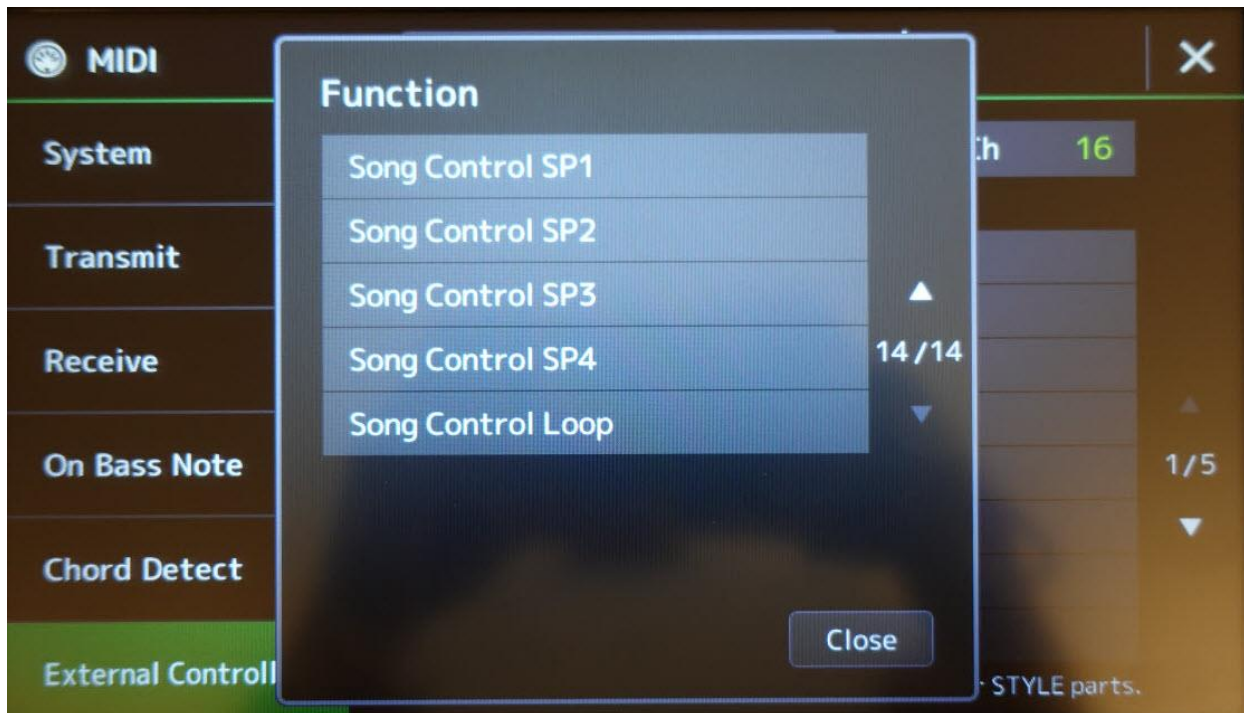 MIDI
Function
System
16
Song Control SP1
Song Control SP2
Transmit
Song Control SP3
Receive
Song Control SP4
14/14
Song Control Loop
On Bass Note
1/5
Chord Detect
Close
External
STYLE parts.